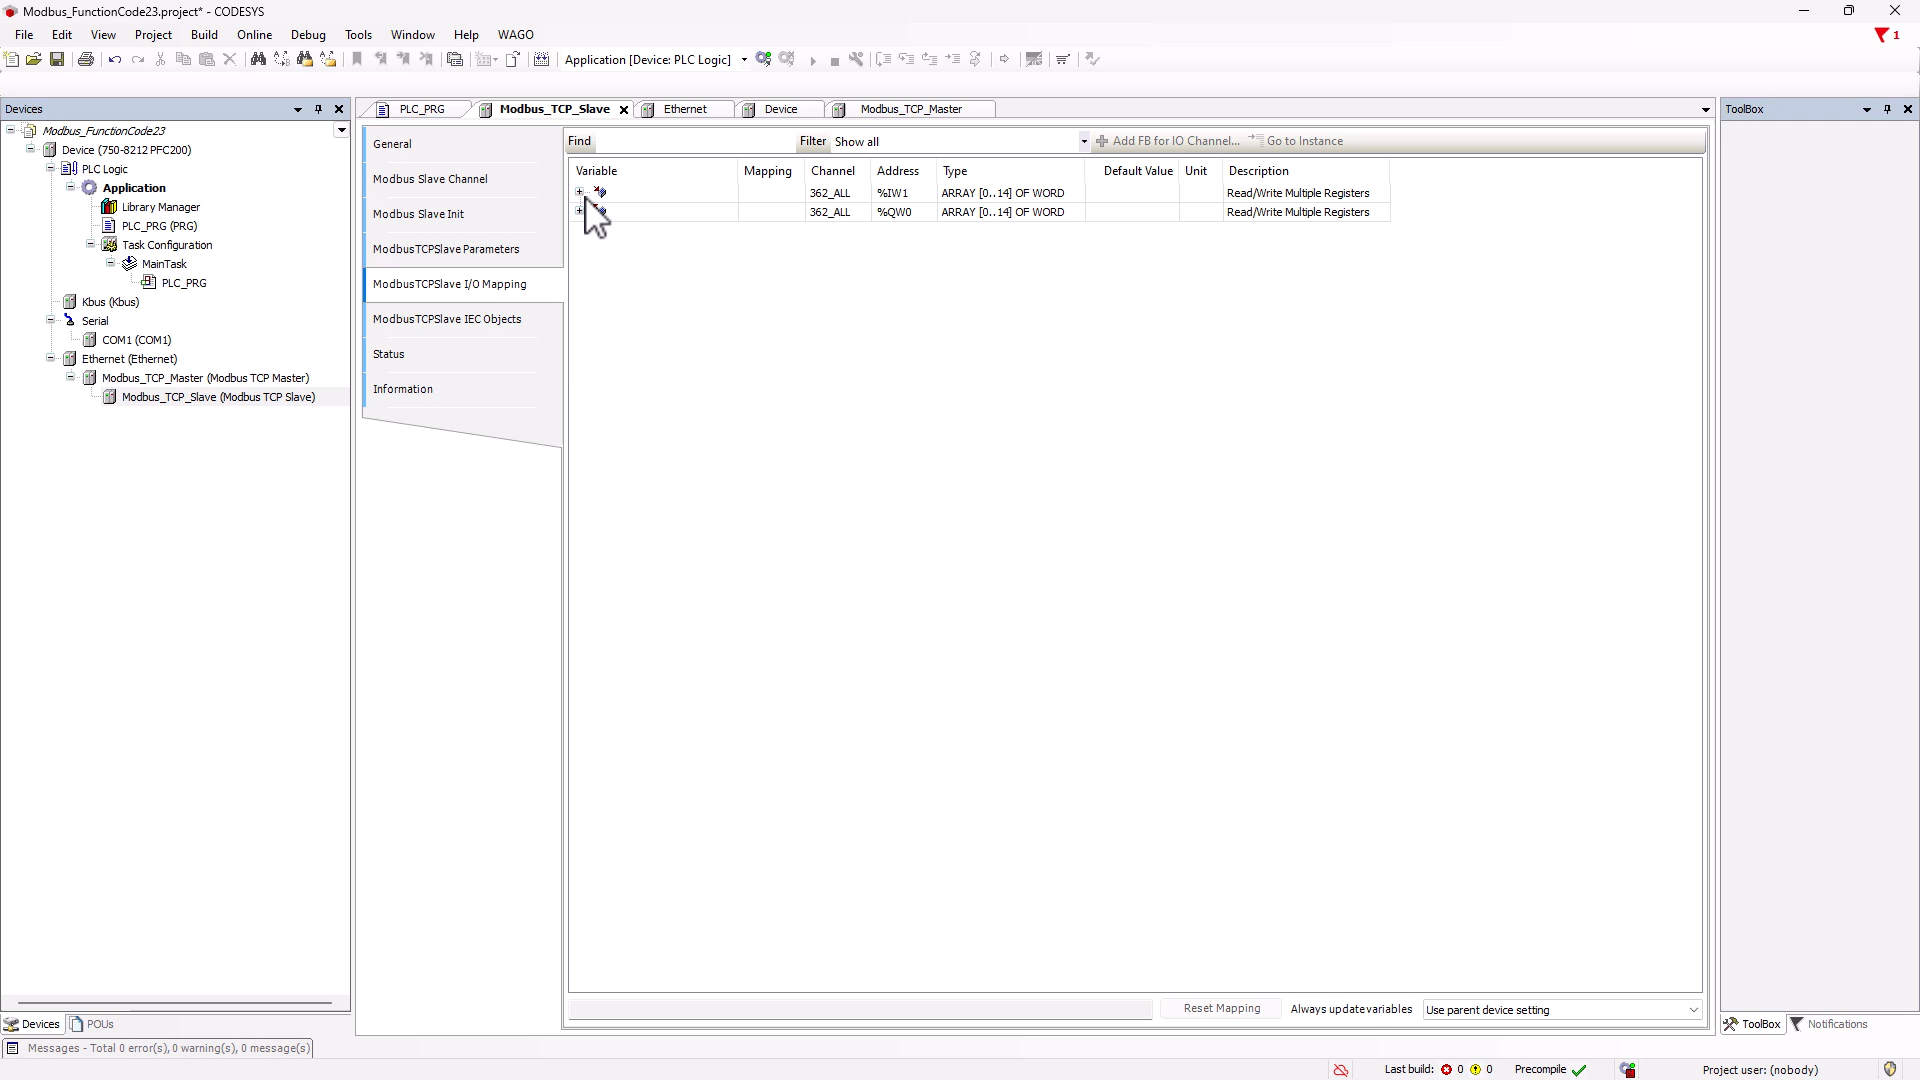 Modbus_FunctionCode23.project* - CODESYS
File Edit View Project Build Online Debug Tools Window Help WAGO
1
Application [Device: PLC Logic]
Devices
Modbus_FunctionCode23
Device (750-8212 PFC200)
PLC Logic
Application
Library Manager
PLC_PRG (PRG)
Task Configuration
MainTask
PLC_PRG
Kbus (Kbus)
Serial
COM1 (COM1)
Ethernet (Ethernet)
Modbus_TCP_Master (Modbus TCP Master)
Modbus_TCP_Slave (Modbus TCP Slave)
Devices POUs
PLC_PRG Modbus_TCP_Slave Ethernet Device Modbus_TCP_Master
General
Modbus Slave Channel
Modbus Slave Init
ModbusTCPSlave Parameters
ModbusTCPSlave I/O Mapping
ModbusTCPSlave IEC Objects
Status
Information
Find Filter Show all Add FB for IO Channel... Go to Instance
Variable Mapping Channel Address Type Default Value Unit Description
362_ALL %IW1 ARRAY [0..14] OF WORD Read/Write Multiple Registers
362_ALL %QW0 ARRAY [0..14] OF WORD Read/Write Multiple Registers
Reset Mapping Always update variables Use parent device setting
ToolBox
ToolBox Notifications
Messages - Total 0 error(s), 0 warning(s), 0 message(s)
Last build: 0 0 Precompile Project user: (nobody)